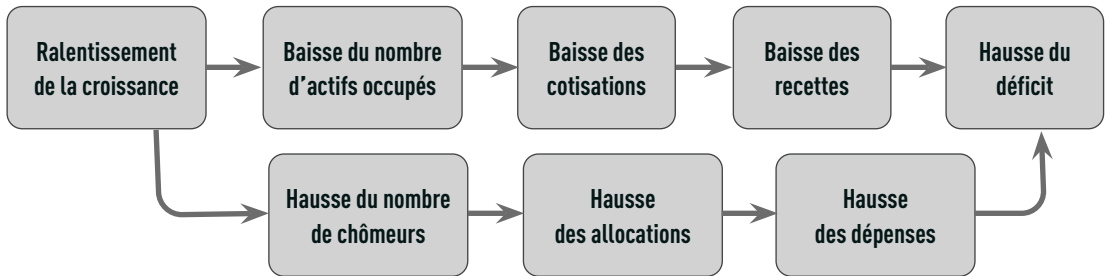 Ralentissement
de la croissance
Baisse du nombre
d'actifs occupés
Baisse des
cotisations
Baisse des
recettes
Hausse du
déficit
Hausse du nombre
de chômeurs
Hausse
des allocations
Hausse
des dépenses